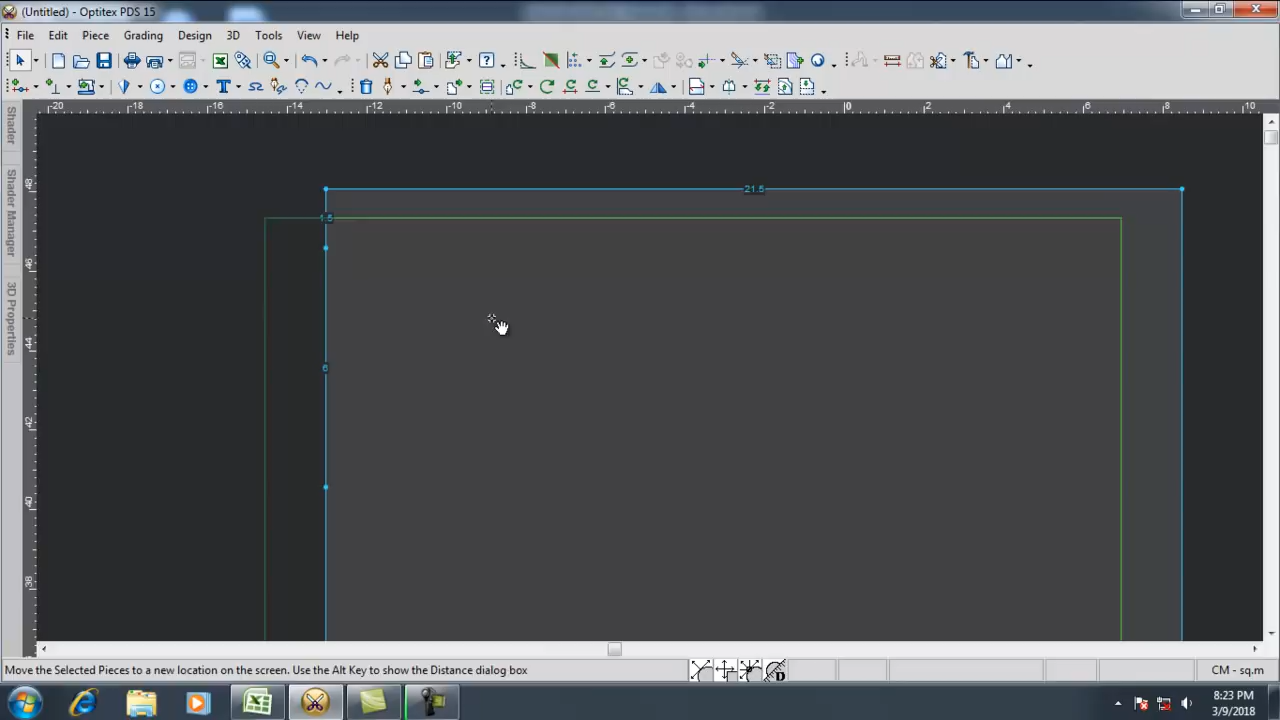 (Untitled) - Optitex PDS 15
File Edit Piece Grading Design 3D Tools View Help
-20 -18 -16 -14 -12 -10 -8 -6 -4 -2 0 2 4 6 8 10
Shader
Shader Manager
3D Properties
48
46
44
42
40
38
21.5
1.5
6
Move the Selected Pieces to a new location on the screen. Use the Alt Key to show the Distance dialog box
D
CM - sq.m
8:23 PM
3/9/2018